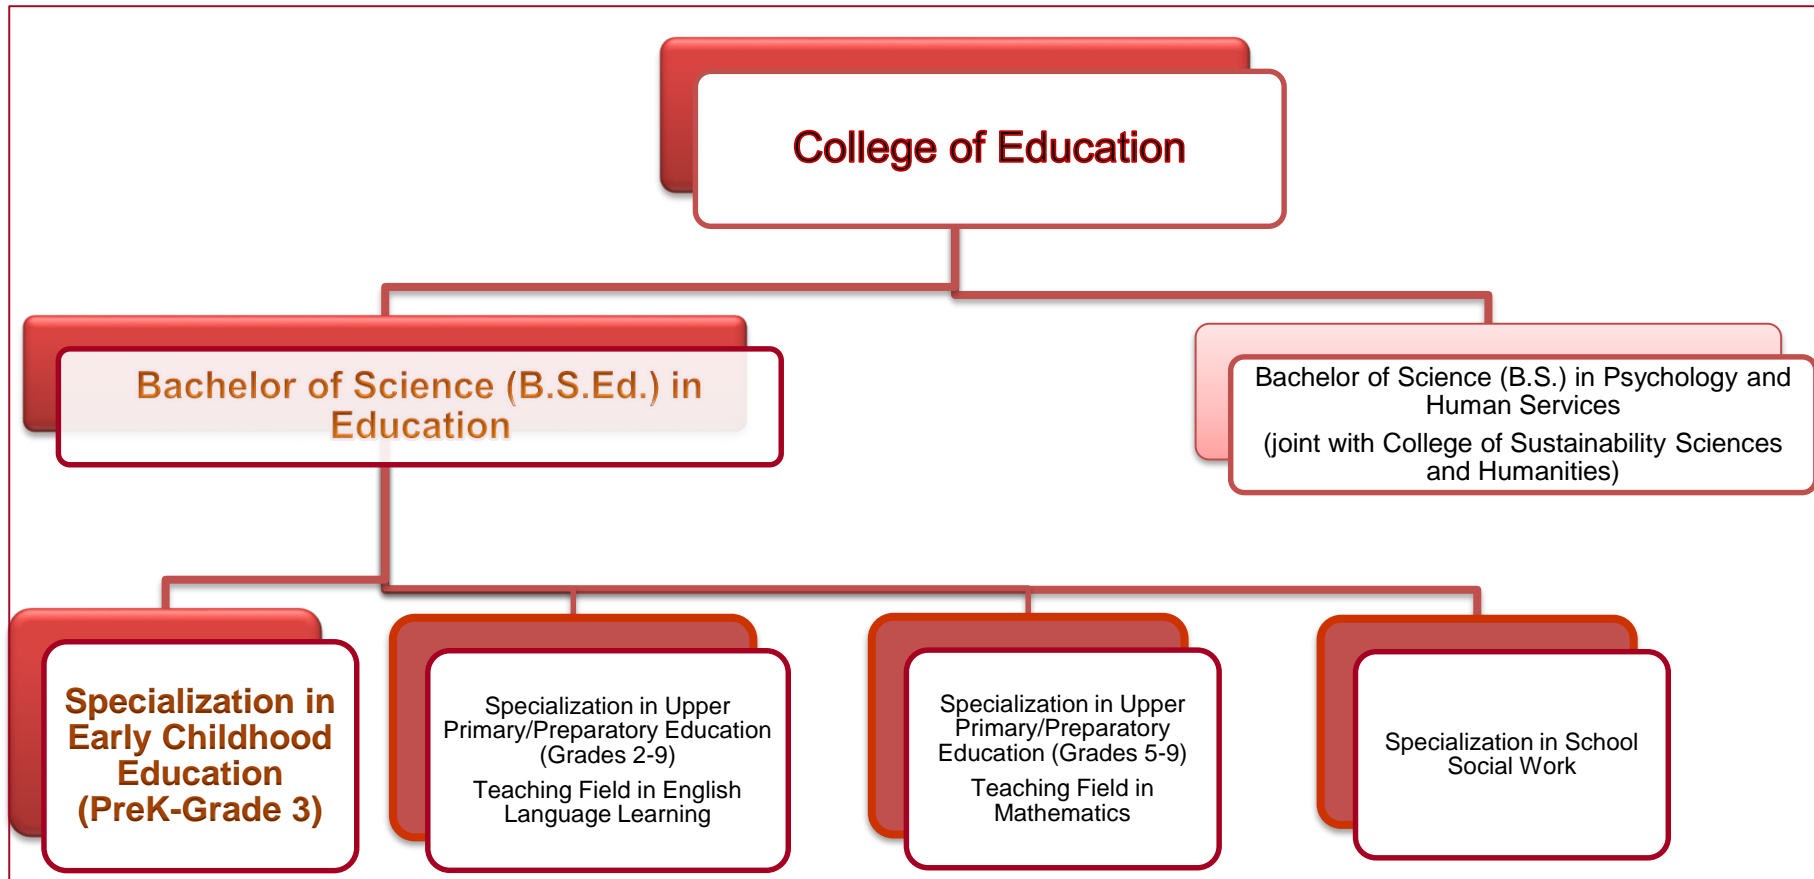 College of Education
Bachelor of Science (B.S.Ed.) in
Education
Bachelor of Science (B.S.) in Psychology and
Human Services
(joint with College of Sustainability Sciences
and Humanities)
Specialization in
Early Childhood
Education
(PreK-Grade 3)
Specialization in Upper
Primary/Preparatory Education
(Grades 2-9)
Teaching Field in English
Language Learning
Specialization in Upper
Primary/Preparatory
Education (Grades 5-9)
Teaching Field in
Mathematics
Specialization in School
Social Work